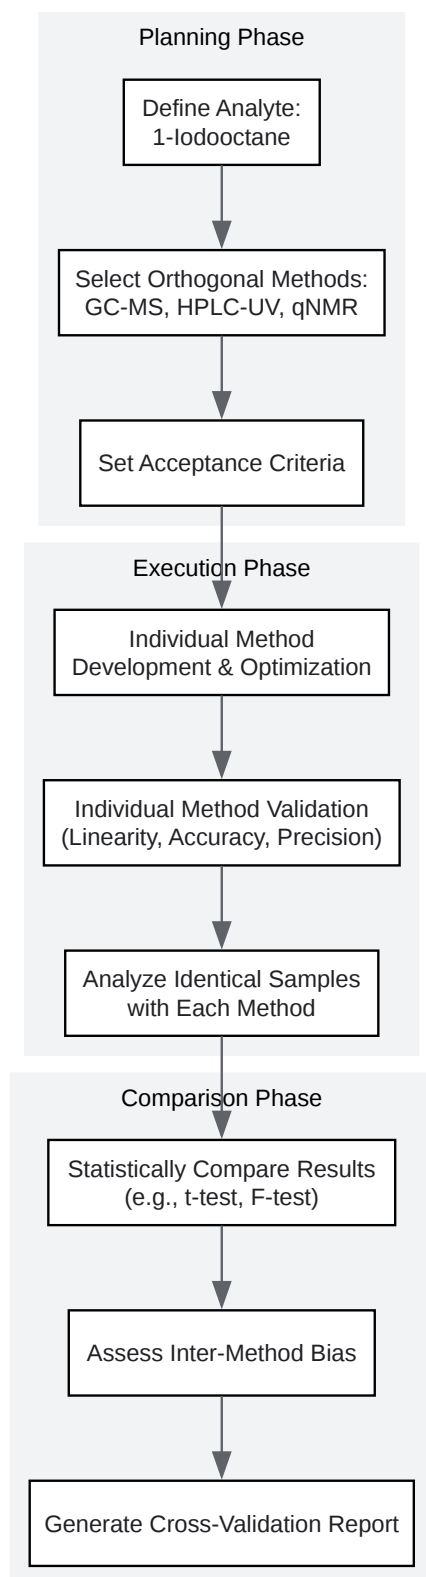 Planning Phase
Define Analyte:
1-Iodooctane
Select Orthogonal Methods:
GC-MS, HPLC-UV, qNMR
Set Acceptance Criteria
Execution Phase
Individual Method
Development & Optimization
Individual Method Validation
(Linearity, Accuracy, Precision)
Analyze Identical Samples
with Each Method
Comparison Phase
Statistically Compare Results
(e.g., t-test, F-test)
Assess Inter-Method Bias
Generate Cross-Validation Report